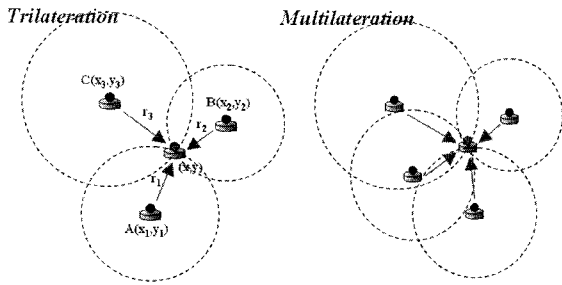 Trilateration
Multilateration
C(x₃,y₃)
B(x₂,y₂)
r₃
r₂
(x,y)
r₁
A(x₁,y₁)